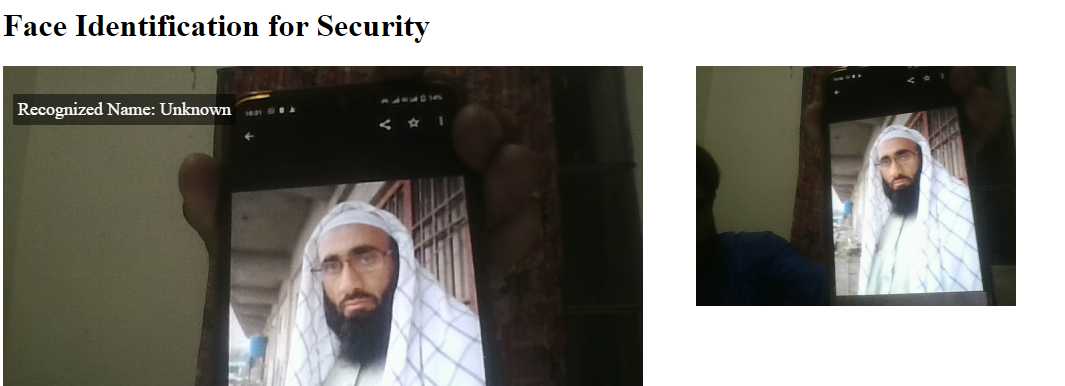 Face Identification for Security
Recognized Name: Unknown